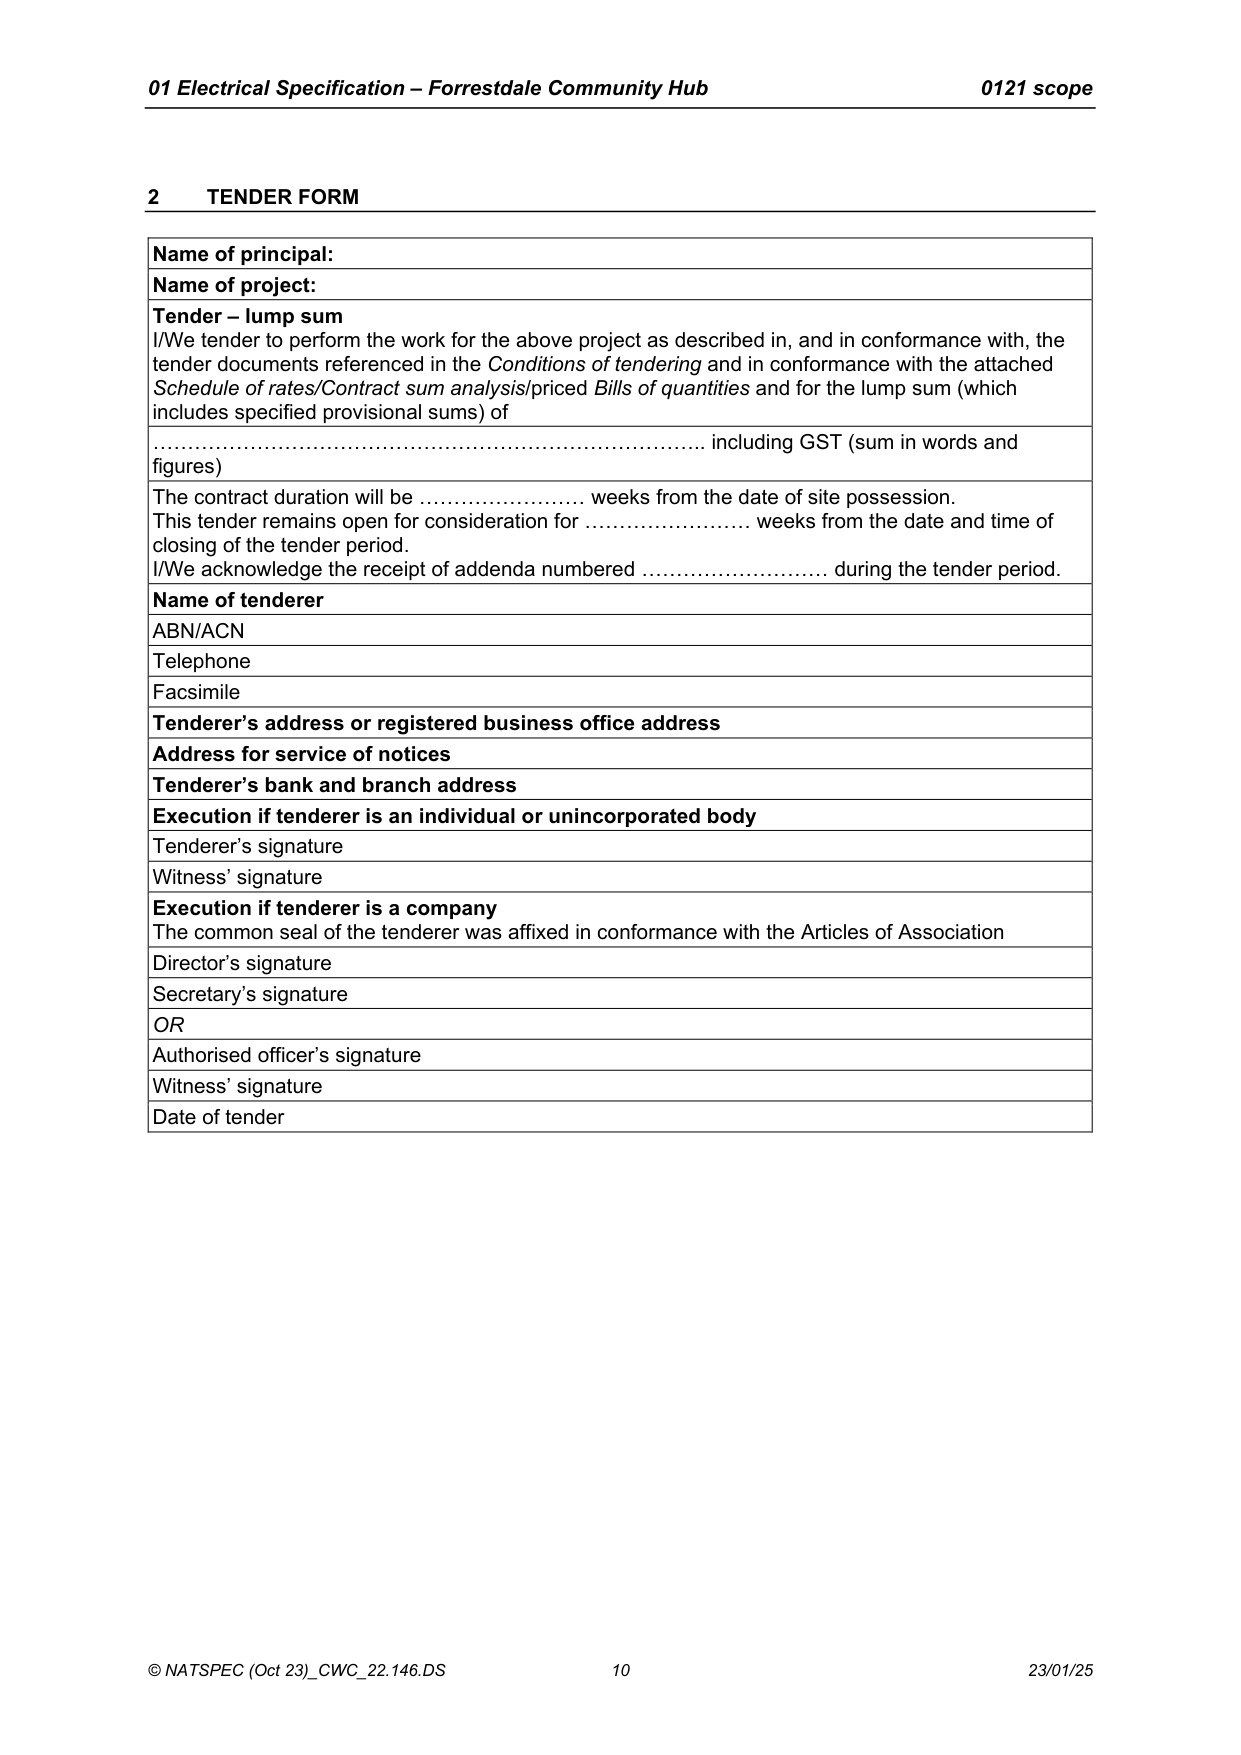 01 Electrical Specification – Forrestdale Community Hub 0121 scope
2 TENDER FORM
Name of principal:
Name of project:
Tender – lump sum
I/We tender to perform the work for the above project as described in, and in conformance with, the
tender documents referenced in the Conditions of tendering and in conformance with the attached
Schedule of rates/Contract sum analysis/priced Bills of quantities and for the lump sum (which
includes specified provisional sums) of
…………………………………………………………………….. including GST (sum in words and
figures)
The contract duration will be …………………… weeks from the date of site possession.
This tender remains open for consideration for …………………… weeks from the date and time of
closing of the tender period.
I/We acknowledge the receipt of addenda numbered ……………………… during the tender period.
Name of tenderer
ABN/ACN
Telephone
Facsimile
Tenderer’s address or registered business office address
Address for service of notices
Tenderer’s bank and branch address
Execution if tenderer is an individual or unincorporated body
Tenderer’s signature
Witness’ signature
Execution if tenderer is a company
The common seal of the tenderer was affixed in conformance with the Articles of Association
Director’s signature
Secretary’s signature
OR
Authorised officer’s signature
Witness’ signature
Date of tender
© NATSPEC (Oct 23)_CWC_22.146.DS 10 23/01/25